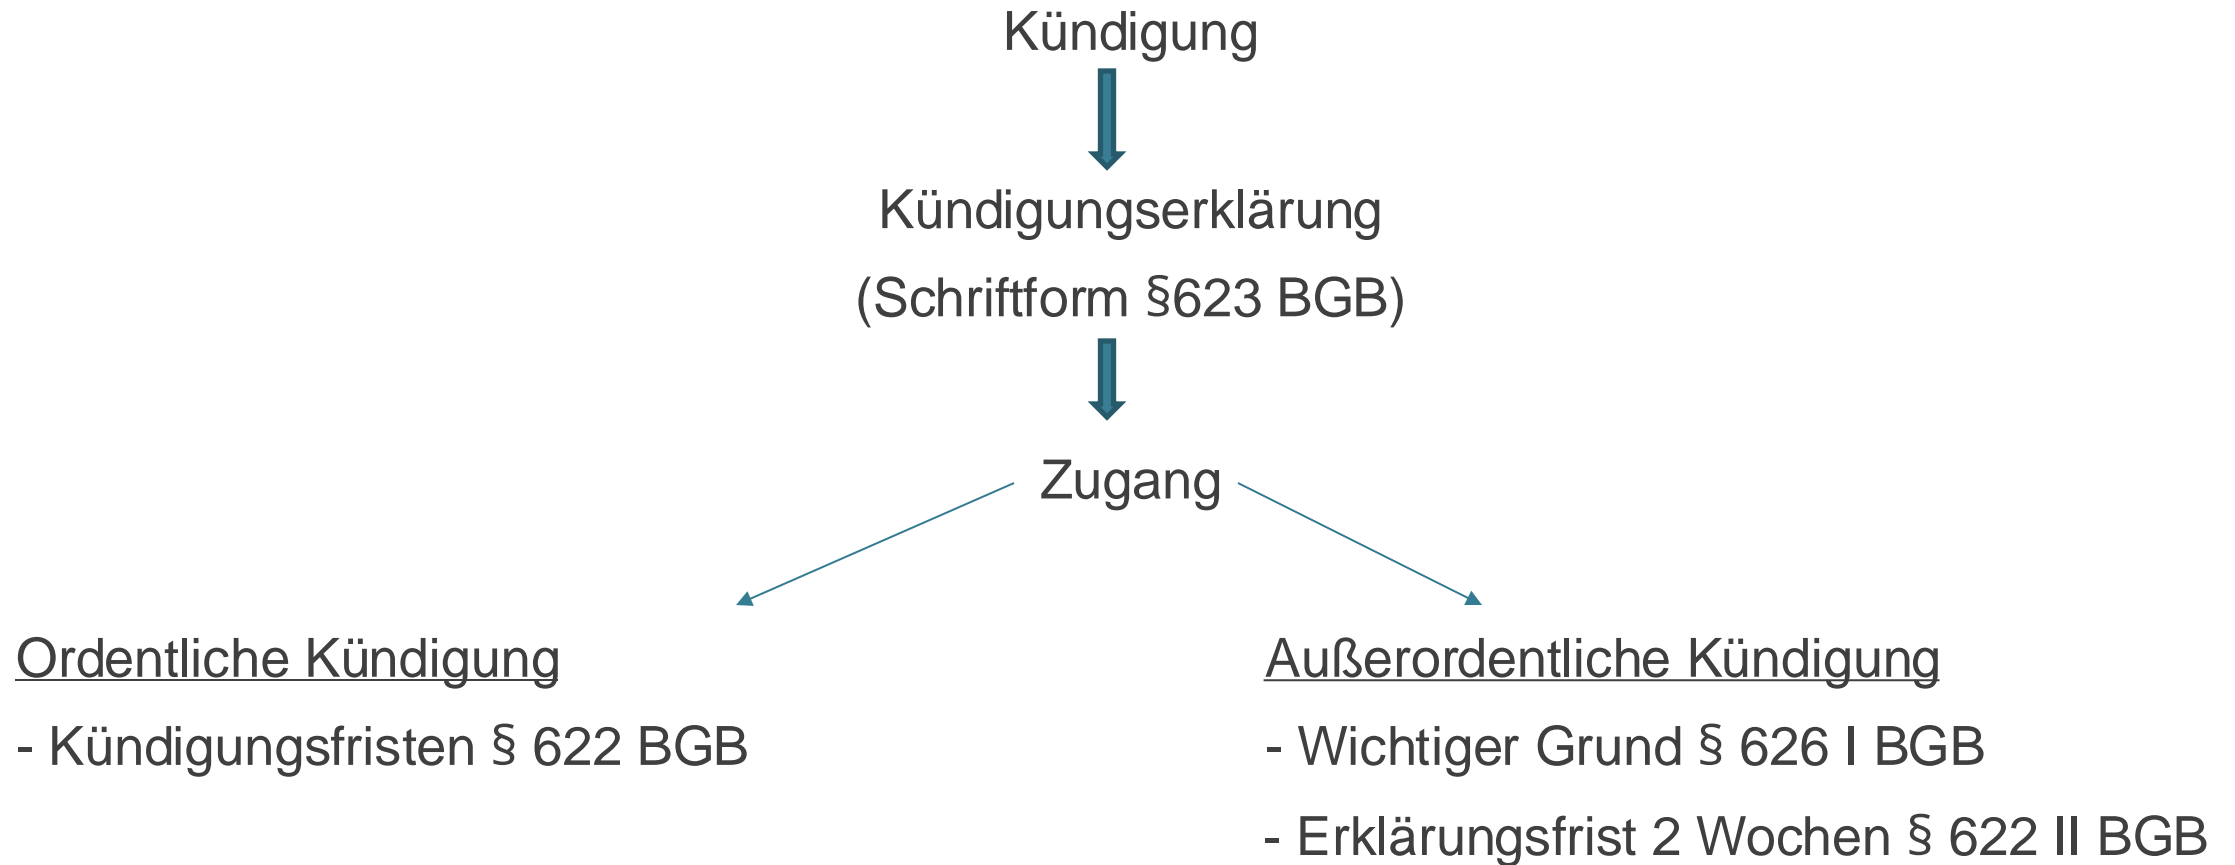 Kündigung
Kündigungserklärung
(Schriftform §623 BGB)
Zugang
Ordentliche Kündigung
- Kündigungsfristen § 622 BGB
Außerordentliche Kündigung
- Wichtiger Grund § 626 I BGB
- Erklärungsfrist 2 Wochen § 622 II BGB